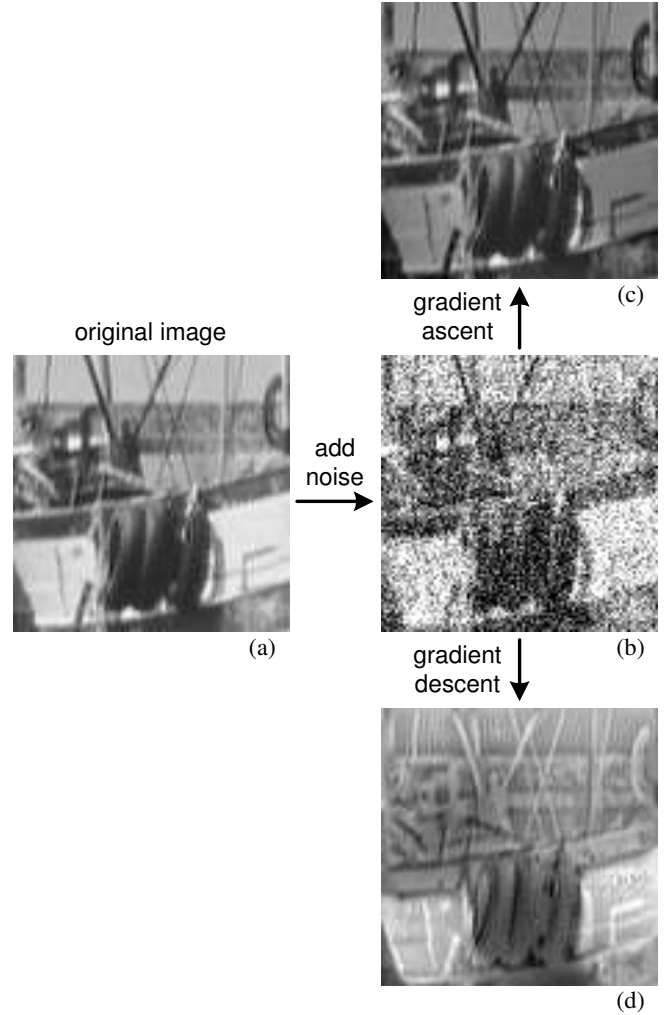 (c)
gradient
ascent
original image
add
noise
(a)
(b)
gradient
descent
(d)